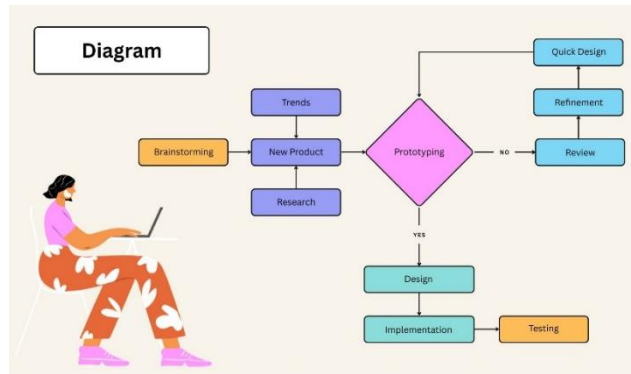 Diagram
Quick Design
Trends
Refinement
Brainstorming
New Product
Prototyping
NO
Review
Research
YES
Design
Implementation
Testing